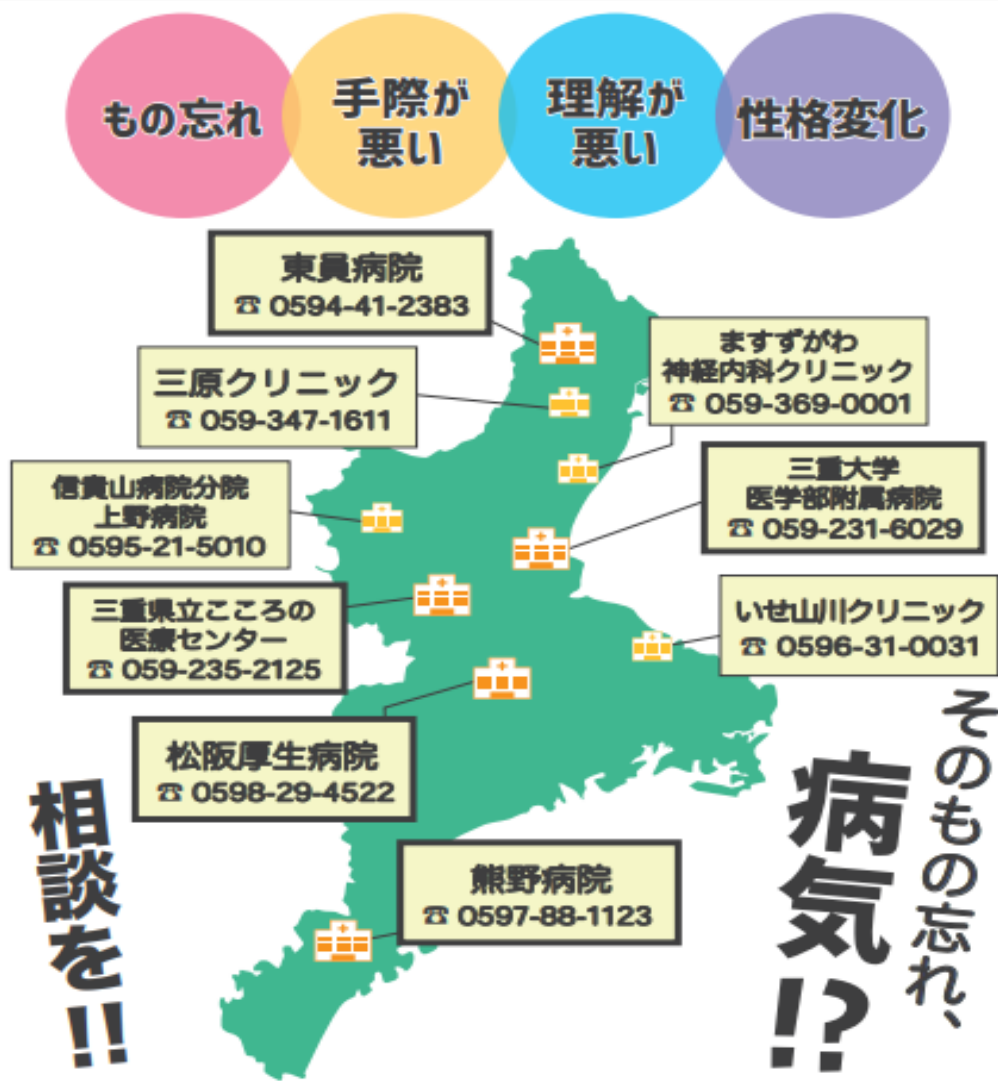 もの忘れ
手際が
悪い
理解が
悪い
性格変化
東員病院
☎ 0594-41-2383
三原クリニック
☎ 059-347-1611
ますずがわ
神経内科クリニック
☎ 059-369-0001
信貴山病院分院
上野病院
☎ 0595-21-5010
三重大学
医学部附属病院
☎ 059-231-6029
三重県立こころの
医療センター
☎ 059-235-2125
いせ山川クリニック
☎ 0596-31-0031
松阪厚生病院
☎ 0598-29-4522
熊野病院
☎ 0597-88-1123
そのもの忘れ、
病気!?
相談を!!